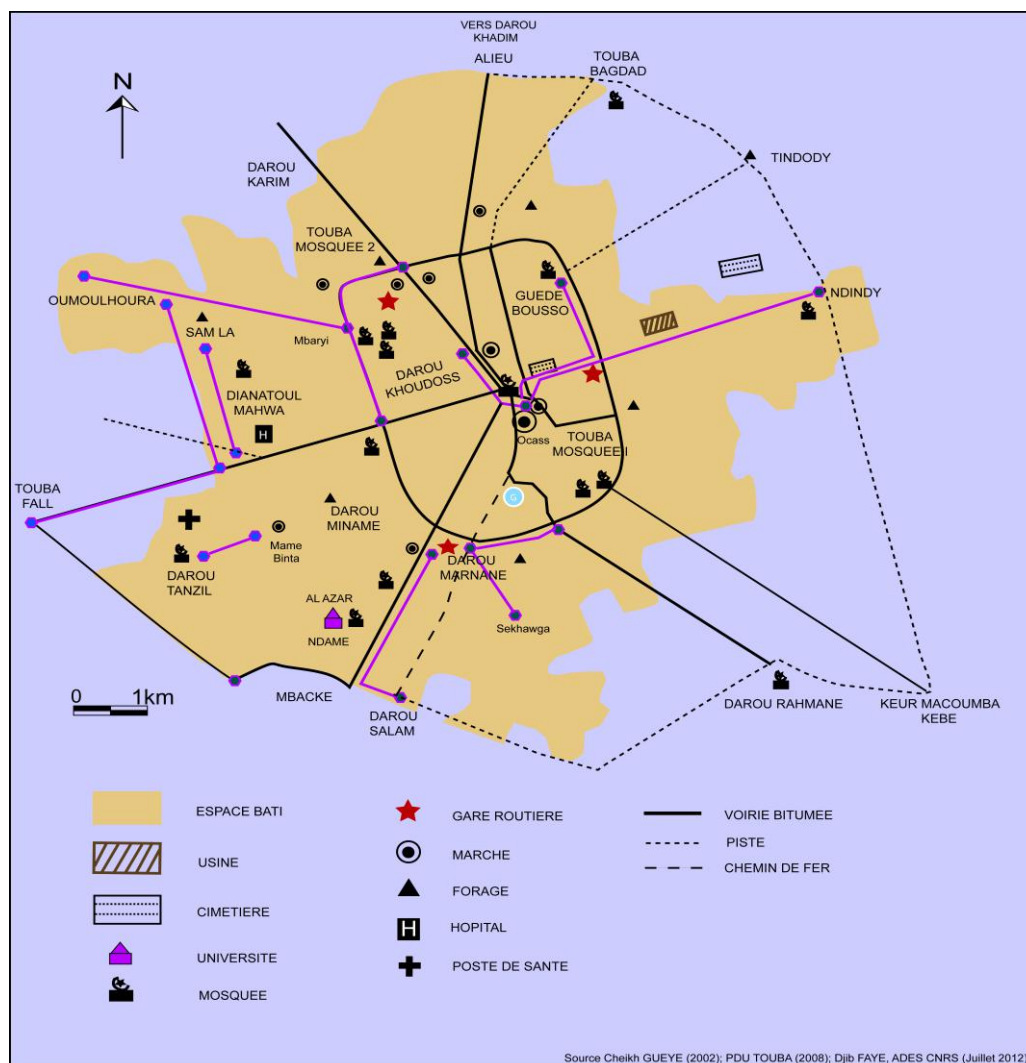 VERS DAROU
KHADIM
ALIEU
TOUBA
BAGDAD
N
TINDODY
DAROU
KARIM
TOUBA
MOSQUEE 2
GUEDE
BOUSSO
NDINDY
OUMOULHOURA
SAM LA
Mbaryi
DIANATOUL
MAHWA
H
DAROU
KHOUDOSS
Ocass
TOUBA
MOSQUEE I
TOUBA
FALL
G
DAROU
MINAME
Mame
Binta
DAROU
TANZIL
DAROU
MARNANE
AL AZAR
NDAME
Sekhawga
0 1km
MBACKE
DAROU
SALAM
DAROU RAHMANE
KEUR MACOUMBA
KEBE
ESPACE BATI
USINE
CIMETIERE
UNIVERSITE
MOSQUEE
GARE ROUTIERE
MARCHE
FORAGE
H HOPITAL
POSTE DE SANTE
VOIRIE BITUMEE
PISTE
CHEMIN DE FER
Source Cheikh GUEYE (2002); PDU TOUBA (2008); Djib FAYE, ADES CNRS (Juillet 2012)